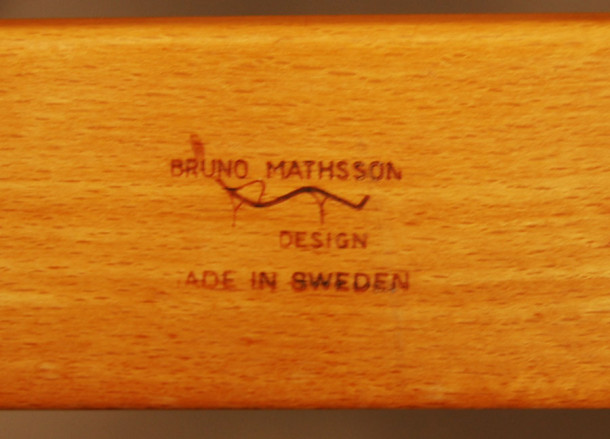 BRUNO MATHSSON
DESIGN
ADE IN SWEDEN